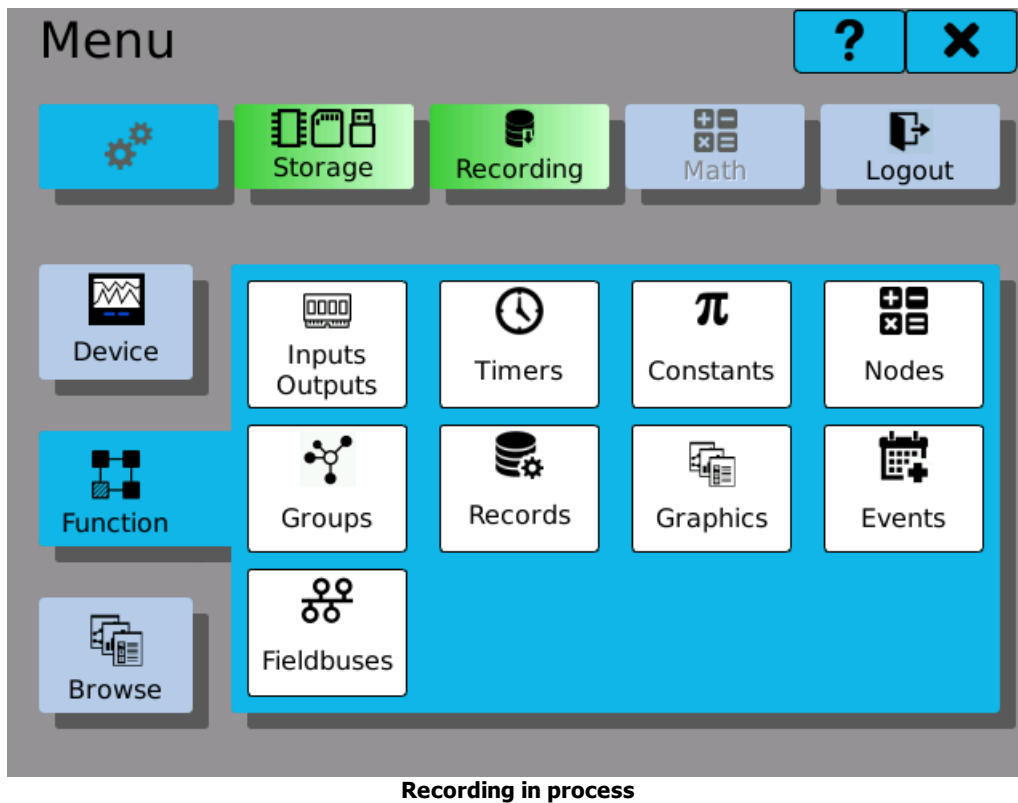 Menu
?
Storage
Recording
Math
Logout
Device
Inputs
Outputs
Timers
π
Constants
Nodes
Function
Groups
Records
Graphics
Events
Fieldbuses
Browse
Recording in process